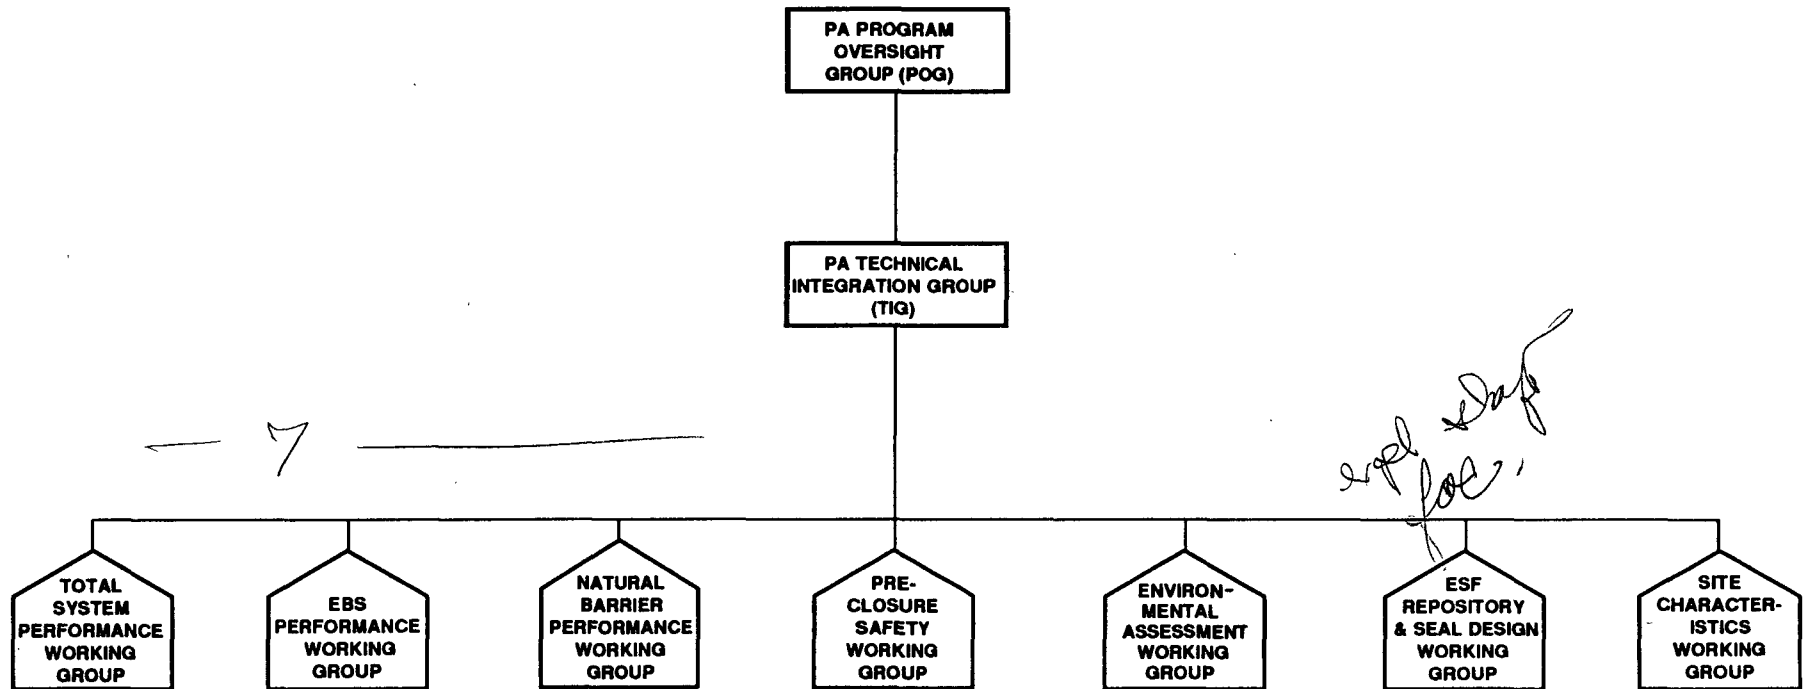 PA PROGRAM
OVERSIGHT
GROUP (POG)
PA TECHNICAL
INTEGRATION GROUP
(TIG)
7
TOTAL
SYSTEM
PERFORMANCE
WORKING
GROUP
EBS
PERFORMANCE
WORKING
GROUP
NATURAL
BARRIER
PERFORMANCE
WORKING
GROUP
PRE-
CLOSURE
SAFETY
WORKING
GROUP
ENVIRON-
MENTAL
ASSESSMENT
WORKING
GROUP
ESF
REPOSITORY
& SEAL DESIGN
WORKING
GROUP
SITE
CHARACTER-
ISTICS
WORKING
GROUP